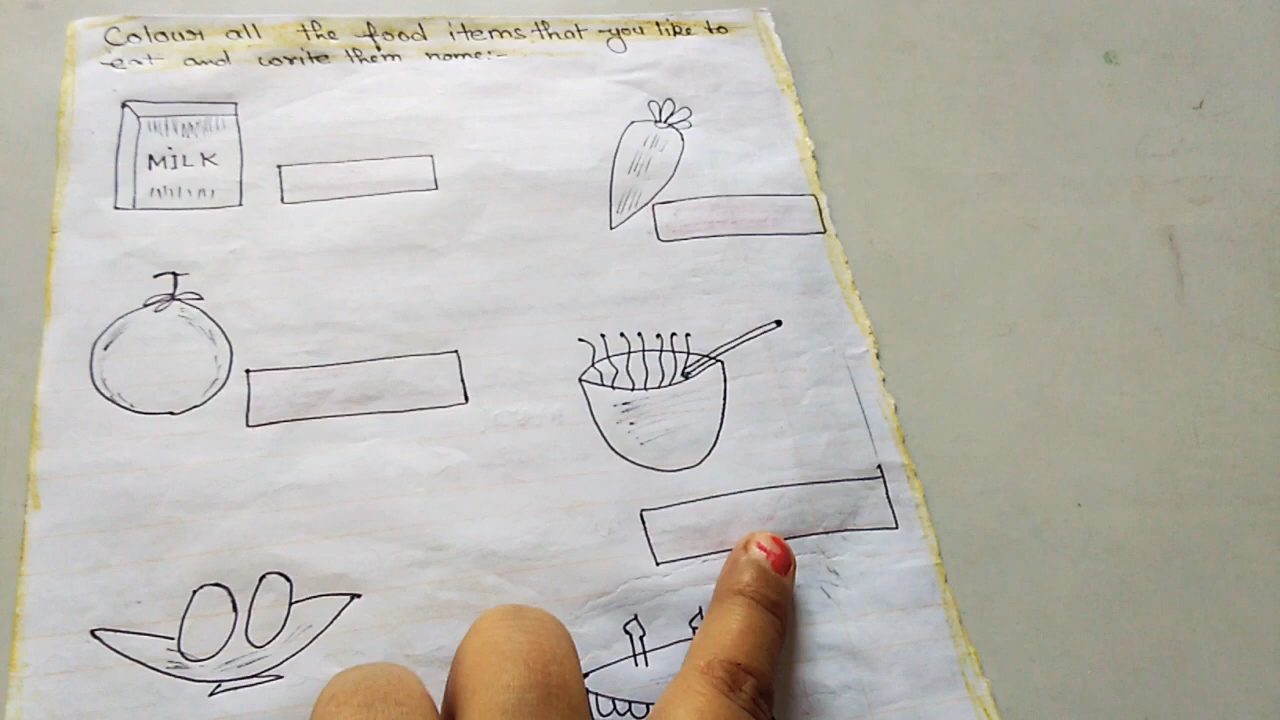 Colour all the food items that you like to
eat and write them name:-
MILK